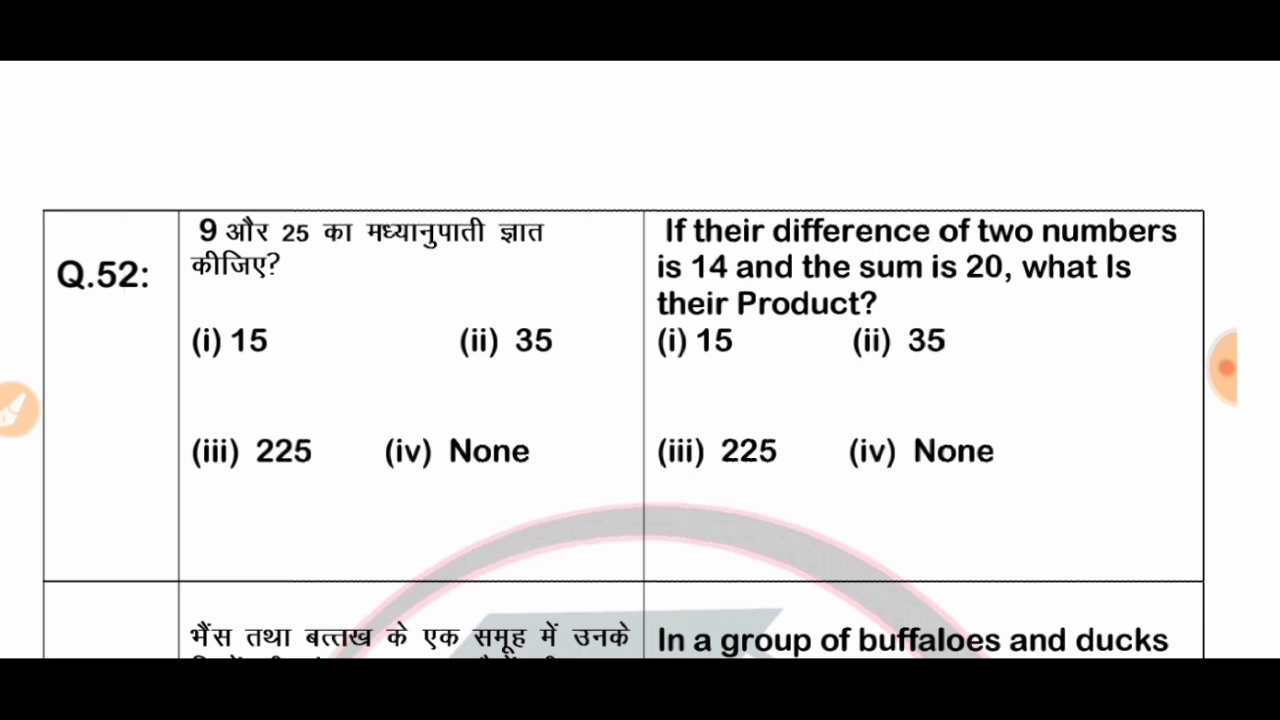 Q.52:
9 और 25 का मध्यानुपाती ज्ञात
कीजिए?
(i) 15 (ii) 35
(iii) 225 (iv) None
If their difference of two numbers
is 14 and the sum is 20, what Is
their Product?
(i) 15 (ii) 35
(iii) 225 (iv) None
भैंस तथा बत्तख के एक समूह में उनके
In a group of buffaloes and ducks